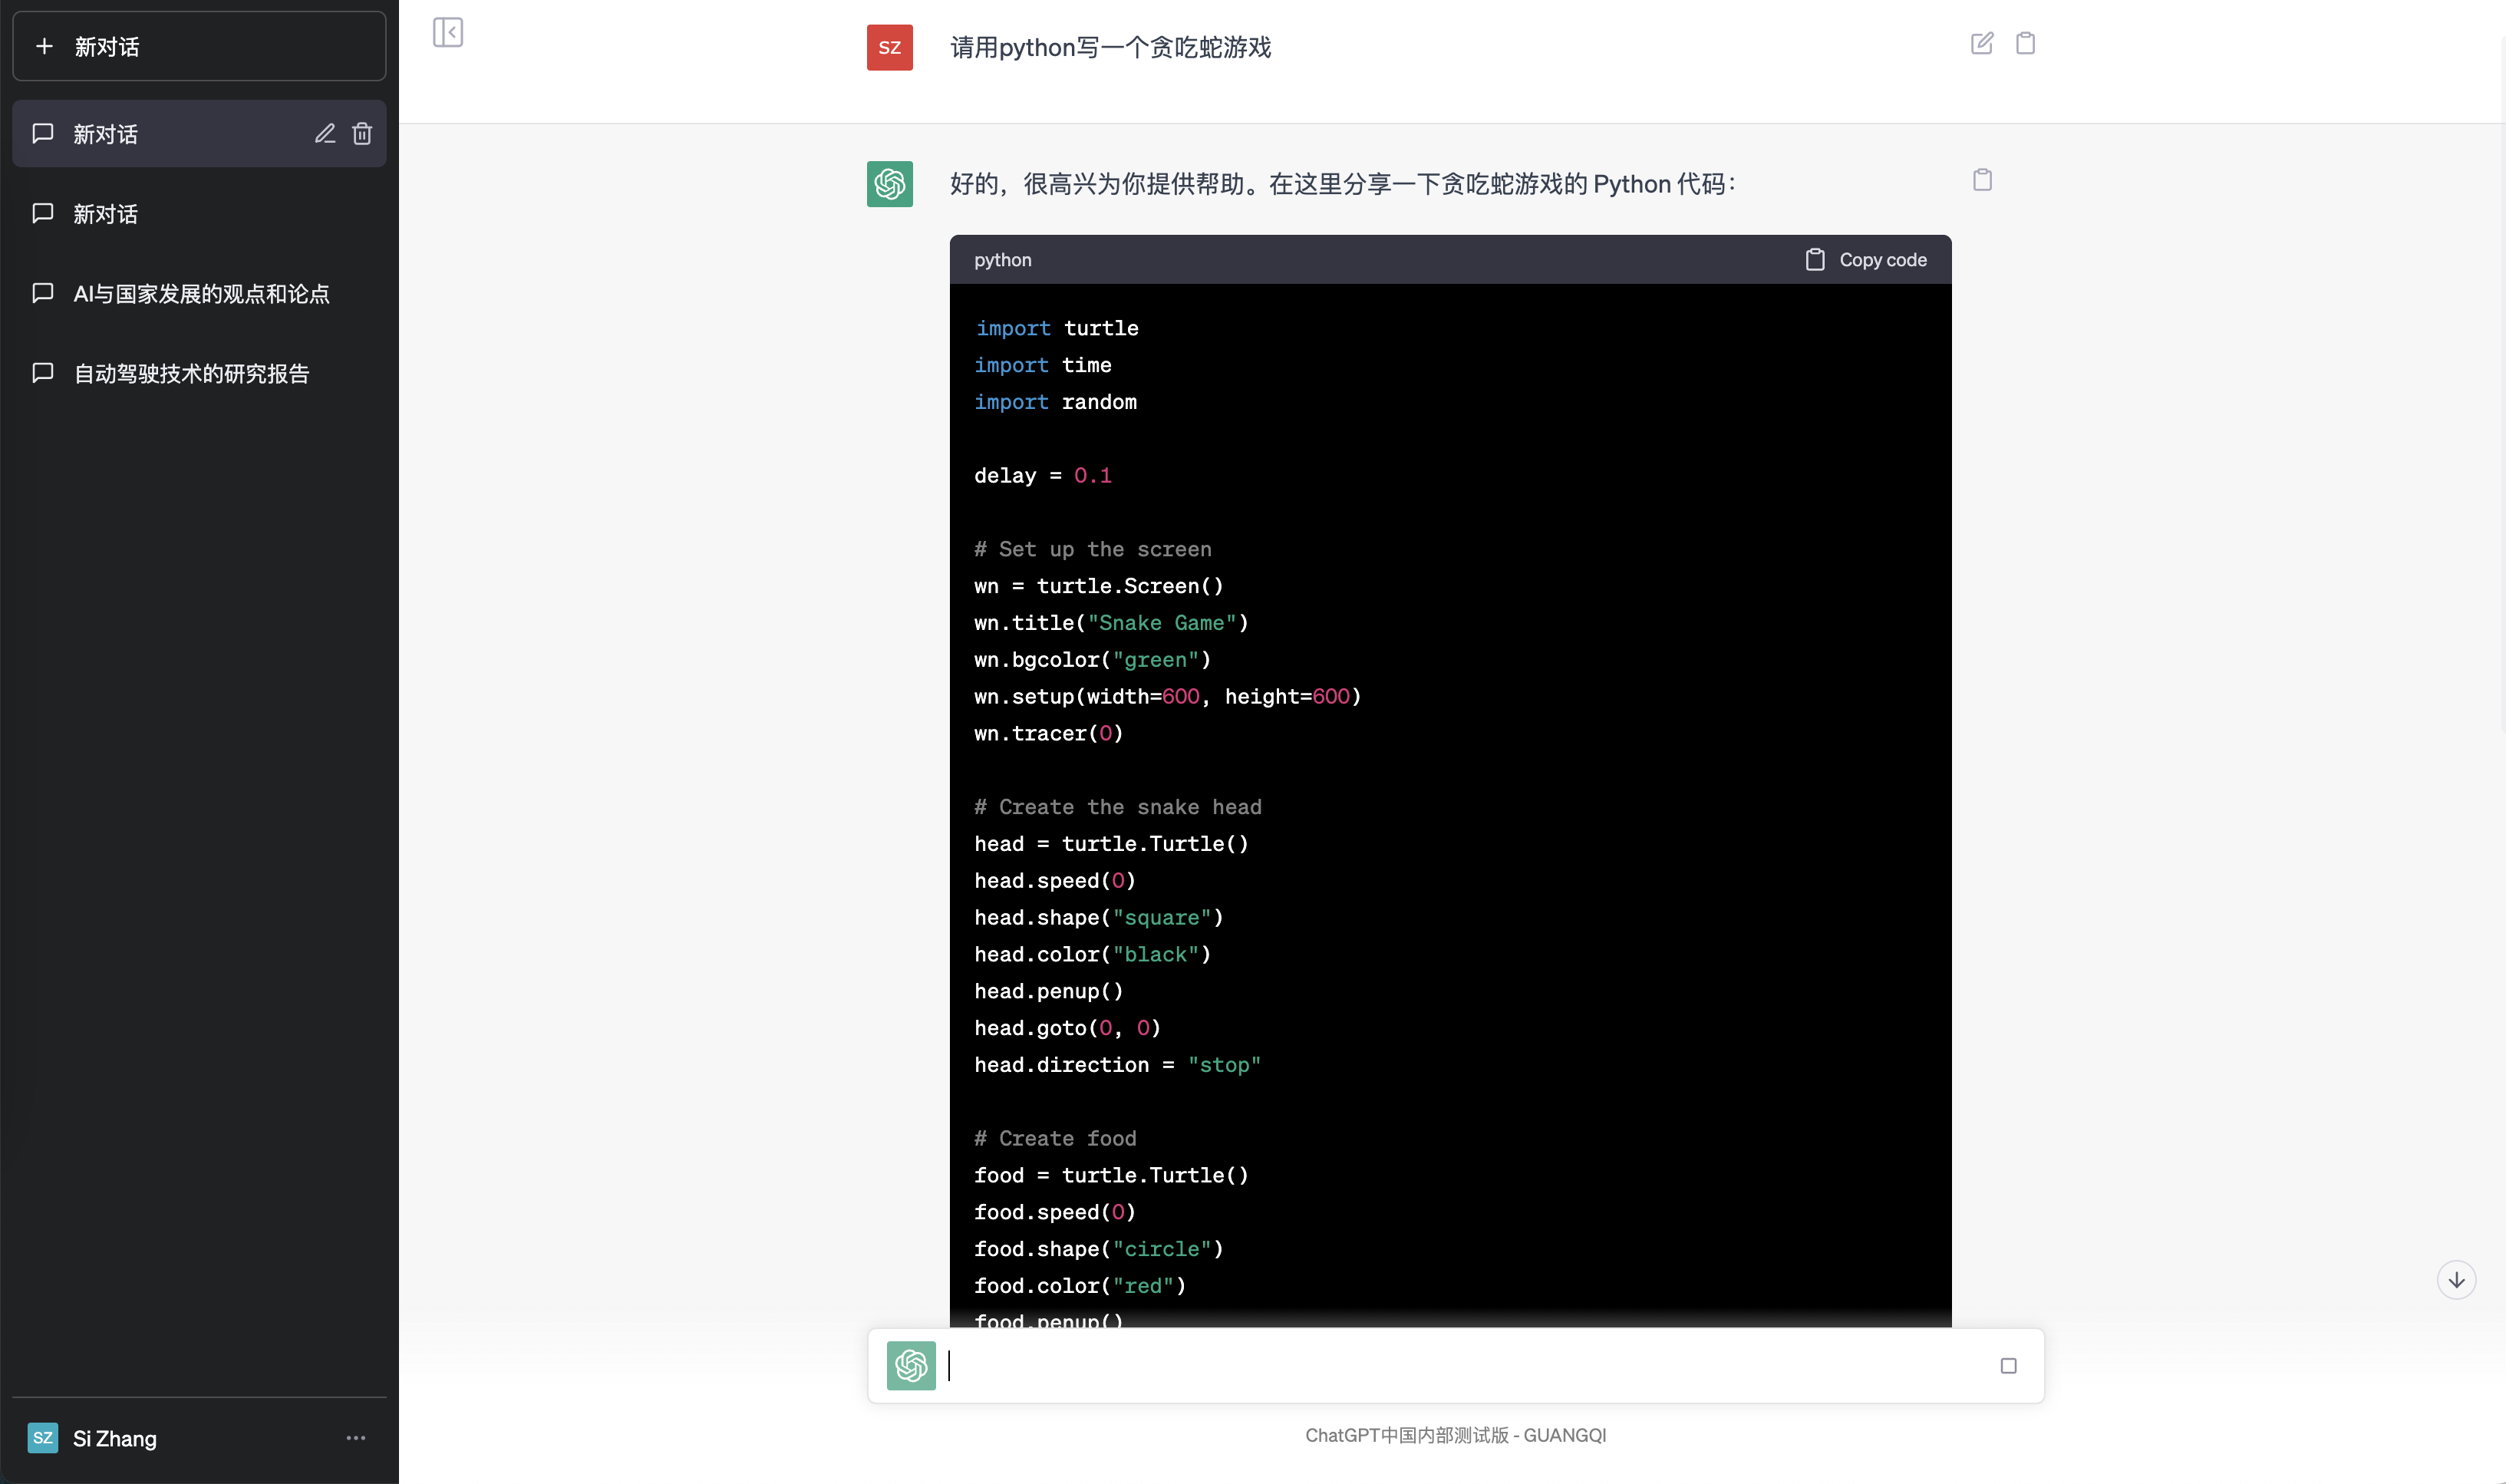 新对话
新对话
新对话
AI与国家发展的观点和论点
自动驾驶技术的研究报告
SZ
Si Zhang
SZ
请用python写一个贪吃蛇游戏
好的，很高兴为你提供帮助。在这里分享一下贪吃蛇游戏的 Python 代码：
python
Copy code
import turtle
import time
import random
delay = 0.1
# Set up the screen
wn = turtle.Screen()
wn.title("Snake Game")
wn.bgcolor("green")
wn.setup(width=600, height=600)
wn.tracer(0)
# Create the snake head
head = turtle.Turtle()
head.speed(0)
head.shape("square")
head.color("black")
head.penup()
head.goto(0, 0)
head.direction = "stop"
# Create food
food = turtle.Turtle()
food.speed(0)
food.shape("circle")
food.color("red")
food.penup()
ChatGPT中国内部测试版 - GUANGQI